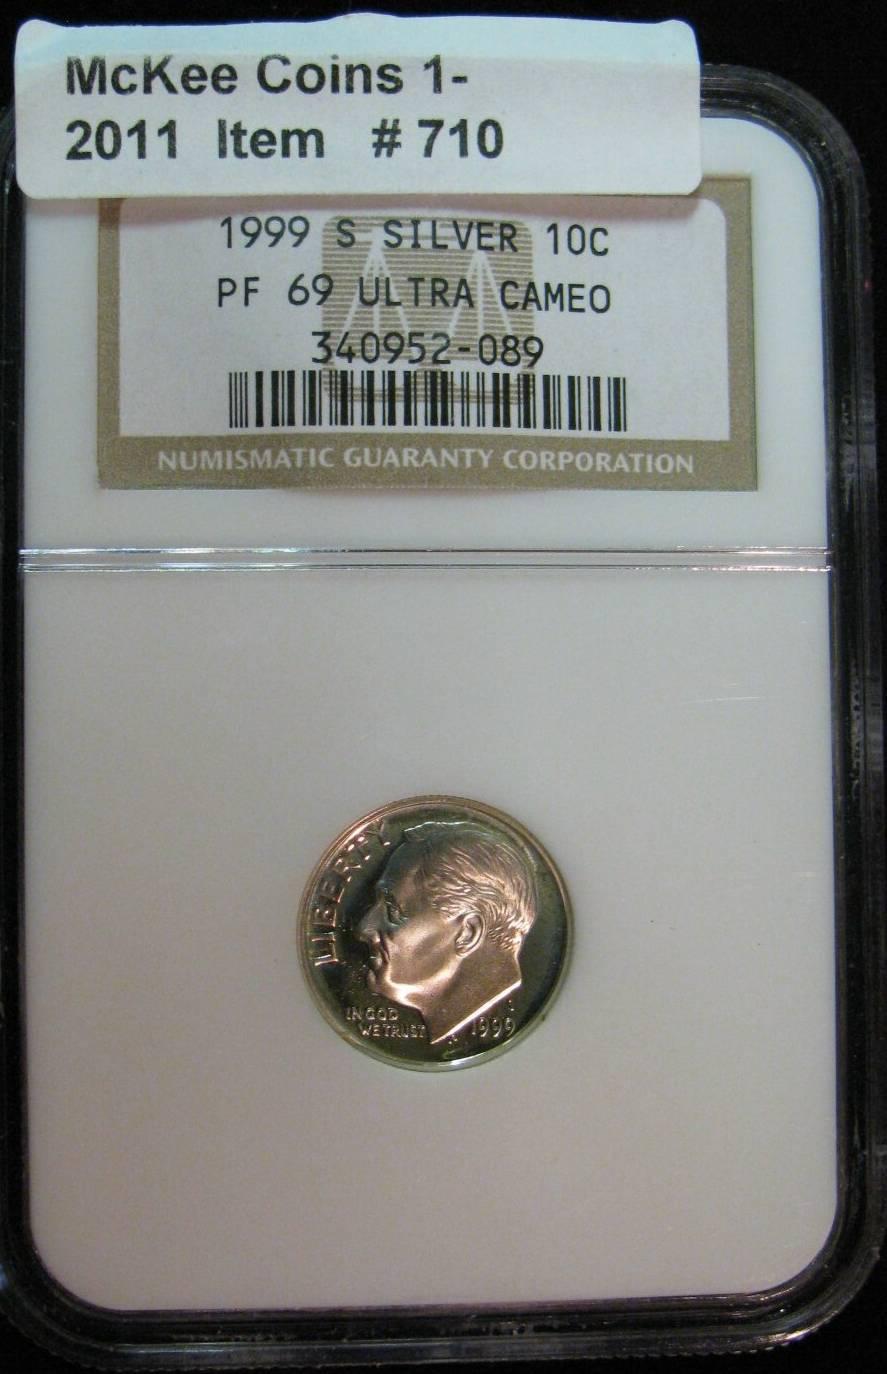 McKee Coins 1-
2011 Item # 710
1999 S SILVER 10C
PF 69 ULTRA CAMEO
340952-089
NUMISMATIC GUARANTY CORPORATION
LIBERTY
IN GOD
WE TRUST
S
1999